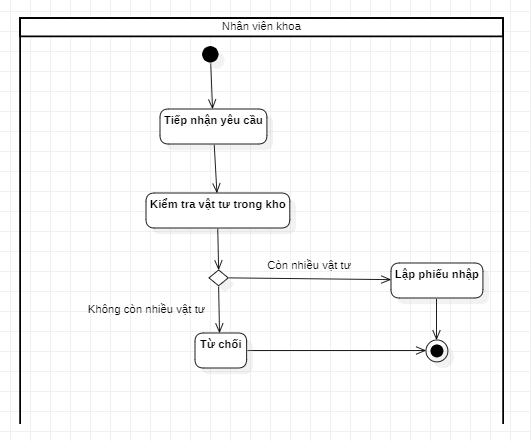 Nhân viên khoa
Tiếp nhận yêu cầu
Kiểm tra vật tư trong kho
Còn nhiều vật tư
Lập phiếu nhập
Không còn nhiều vật tư
Từ chối